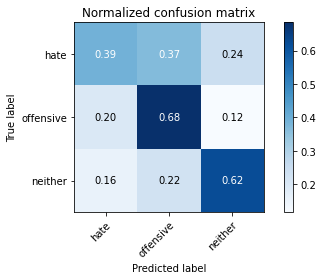 Normalized confusion matrix
True label
hate 0.39 0.37 0.24
offensive 0.20 0.68 0.12
neither 0.16 0.22 0.62
hate offensive neither
Predicted label
0.6
0.5
0.4
0.3
0.2